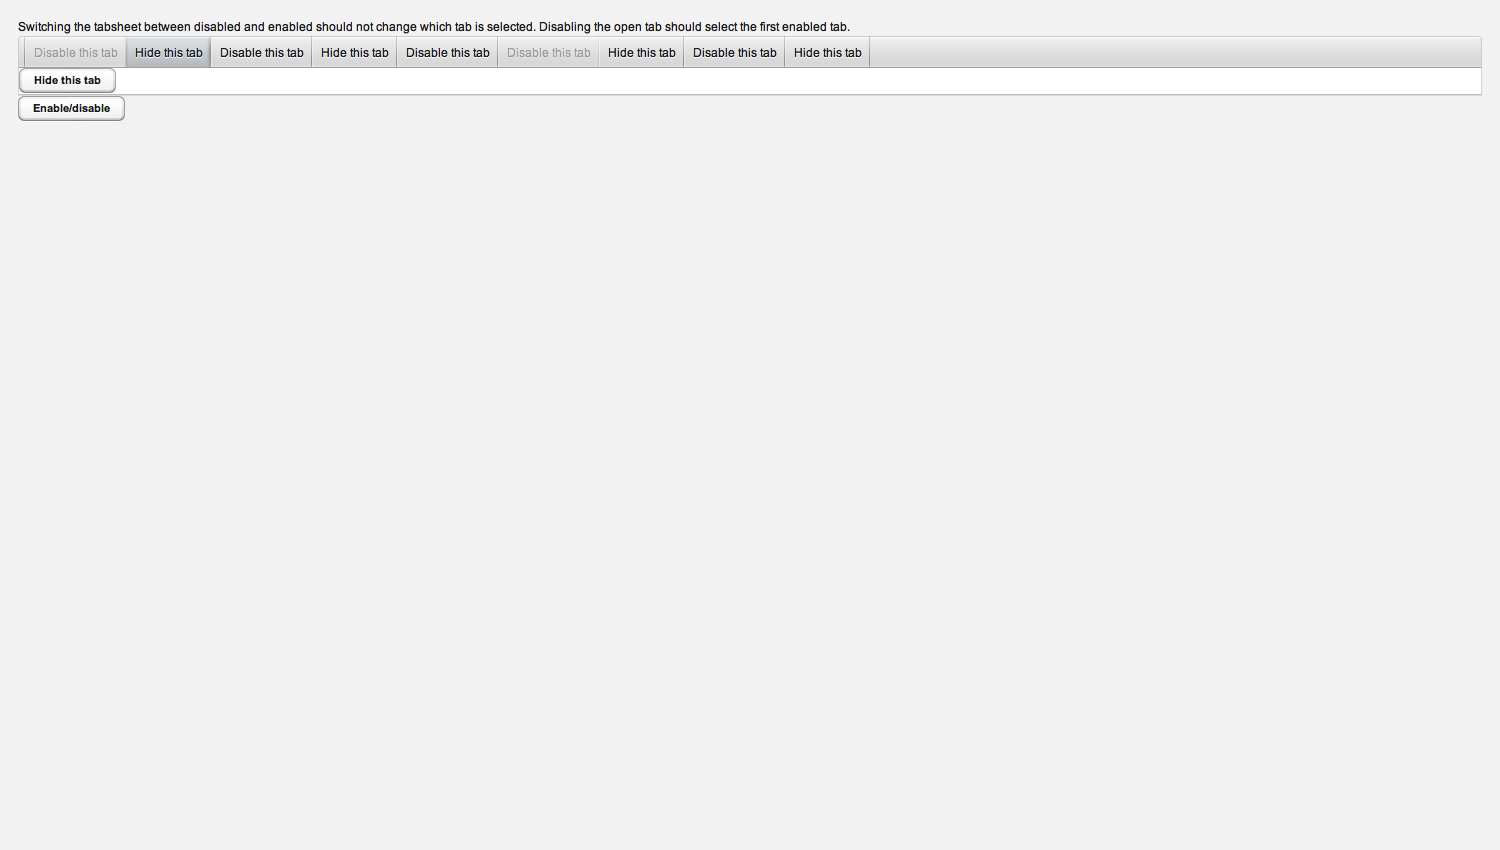 Switching the tabsheet between disabled and enabled should not change which tab is selected. Disabling the open tab should select the first enabled tab.
Disable this tab Hide this tab Disable this tab Hide this tab Disable this tab Disable this tab Hide this tab Disable this tab Hide this tab
Hide this tab
Enable/disable